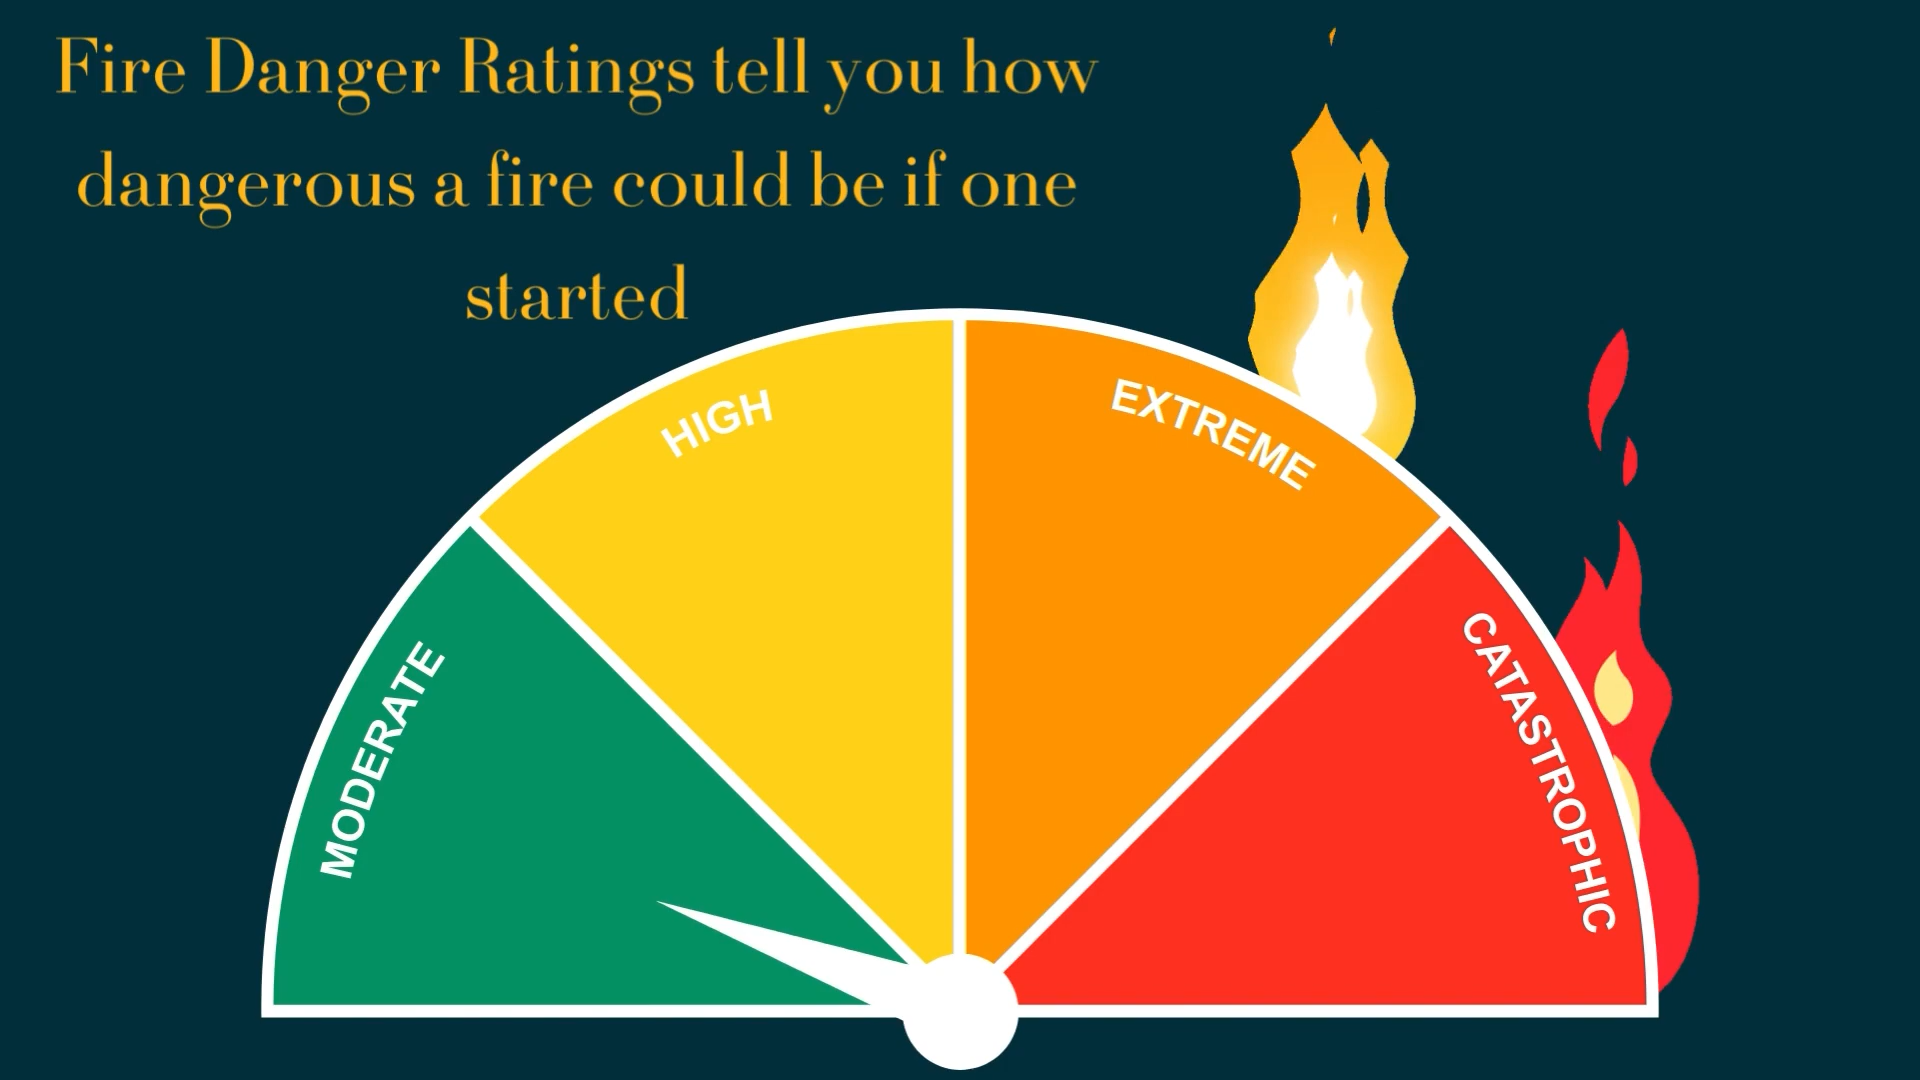 Fire Danger Ratings tell you how
dangerous a fire could be if one
started
MODERATE
HIGH
EXTREME
CATASTROPHIC